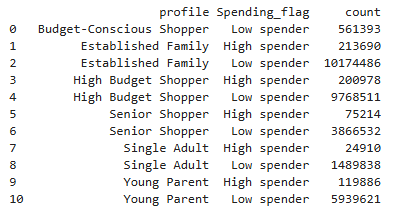 profile Spending_flag count
0 Budget-Conscious Shopper Low spender 561393
1 Established Family High spender 213690
2 Established Family Low spender 10174486
3 High Budget Shopper High spender 200978
4 High Budget Shopper Low spender 9768511
5 Senior Shopper High spender 75214
6 Senior Shopper Low spender 3866532
7 Single Adult High spender 24910
8 Single Adult Low spender 1489838
9 Young Parent High spender 119886
10 Young Parent Low spender 5939621